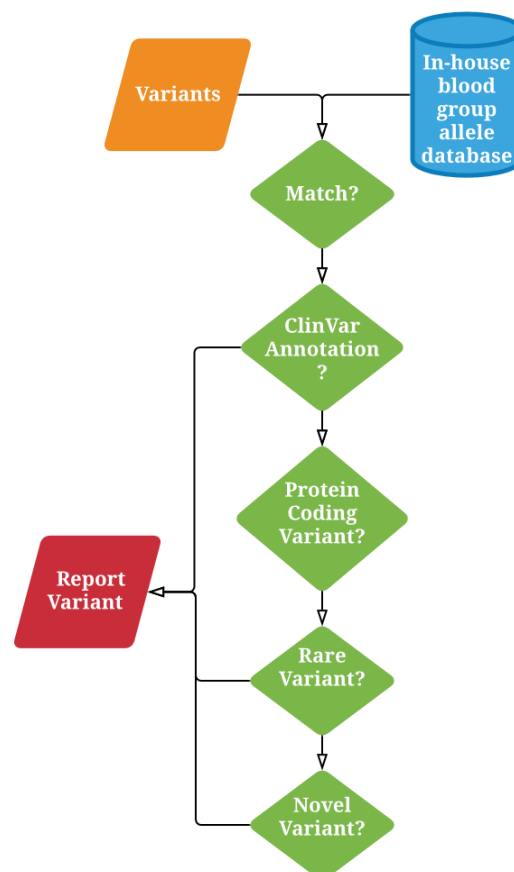 Variants
In-house
blood
group
allele
database
Match?
ClinVar
Annotation
?
Protein
Coding
Variant?
Report
Variant
Rare
Variant?
Novel
Variant?